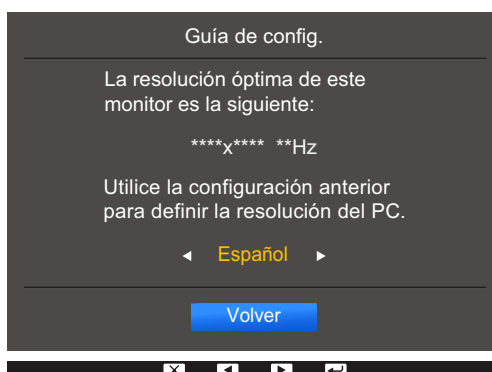 Guía de config.
La resolución óptima de este
monitor es la siguiente:
****x**** **Hz
Utilice la configuración anterior
para definir la resolución del PC.
Español
Volver